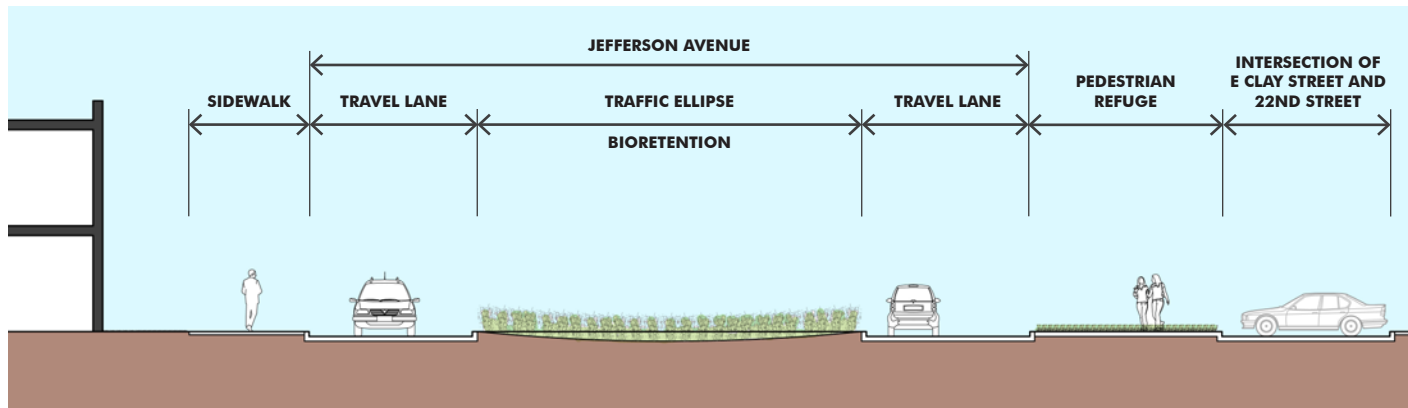 JEFFERSON AVENUE
SIDEWALK
TRAVEL LANE
TRAFFIC ELLIPSE
BIORETENTION
TRAVEL LANE
PEDESTRIAN
REFUGE
INTERSECTION OF
E CLAY STREET AND
22ND STREET